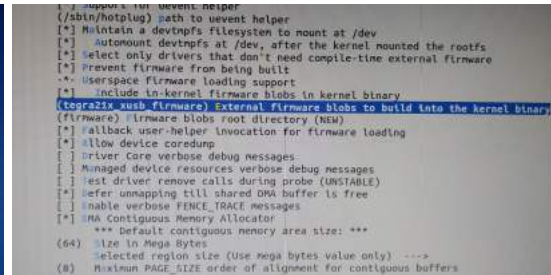 [ ] Support for uevent helper
(/sbin/hotplug) path to uevent helper
[*] Maintain a devtmpfs filesystem to mount at /dev
[*]   Automount devtmpfs at /dev, after the kernel mounted the rootfs
[*] Select only drivers that don't need compile-time external firmware
[*] Prevent firmware from being built
-*- Userspace firmware loading support
[*]   Include in-kernel firmware blobs in kernel binary
(tegra21x_xusb_firmware) External firmware blobs to build into the kernel binary
(firmware) Firmware blobs root directory (NEW)
[*] Fallback user-helper invocation for firmware loading
[*] Allow device coredump
[ ] Driver Core verbose debug messages
[ ] Managed device resources verbose debug messages
[ ] Test driver remove calls during probe (UNSTABLE)
[*] Defer unmapping till shared DMA buffer is free
[ ] Enable verbose FENCE_TRACE messages
[*] DMA Contiguous Memory Allocator
*** Default contiguous memory area size: ***
(64)  Size in Mega Bytes
Selected region size (Use mega bytes value only)  --->
(8)   Maximum PAGE_SIZE order of alignment for contiguous buffers